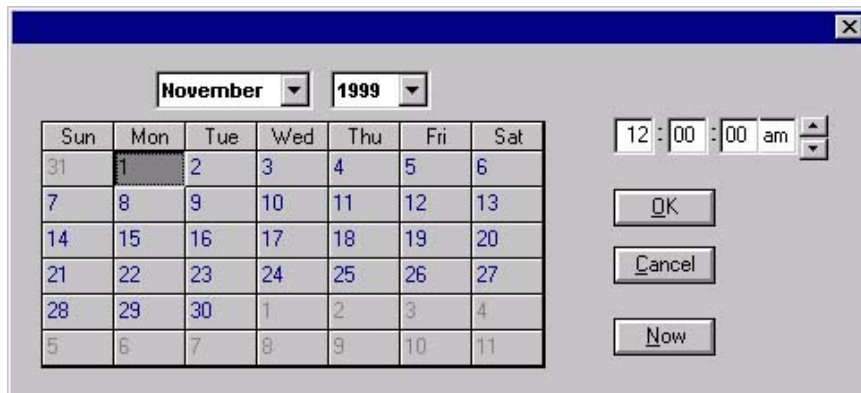 November 1999
Sun Mon Tue Wed Thu Fri Sat
31 1 2 3 4 5 6
7 8 9 10 11 12 13
14 15 16 17 18 19 20
21 22 23 24 25 26 27
28 29 30 1 2 3 4
5 6 7 8 9 10 11
12 : 00 : 00 am
OK
Cancel
Now